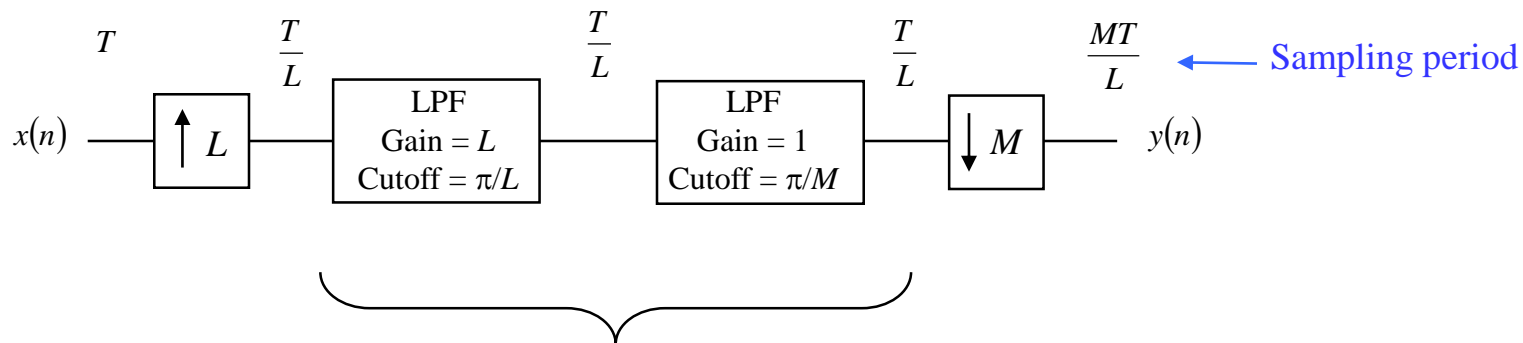 T
T/L
T/L
T/L
MT/L
Sampling period
x(n)
↑ L
LPF
Gain = L
Cutoff = π/L
LPF
Gain = 1
Cutoff = π/M
↓ M
y(n)